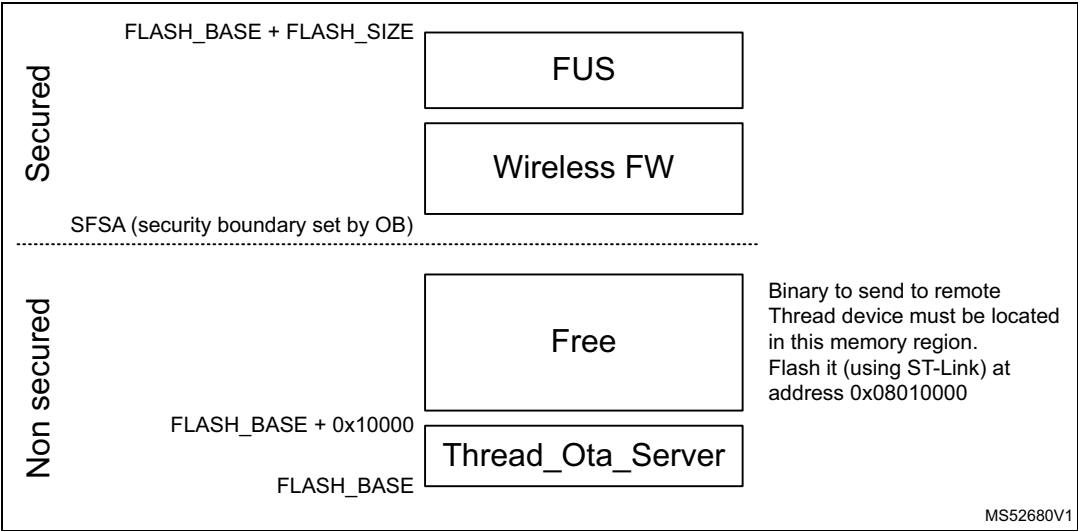 FLASH_BASE + FLASH_SIZE
FUS
Secured
Wireless FW
SFSA (security boundary set by OB)
Non secured
Free
Binary to send to remote
Thread device must be located
in this memory region.
Flash it (using ST-Link) at
address 0x08010000
FLASH_BASE + 0x10000
Thread_Ota_Server
FLASH_BASE
MS52680V1